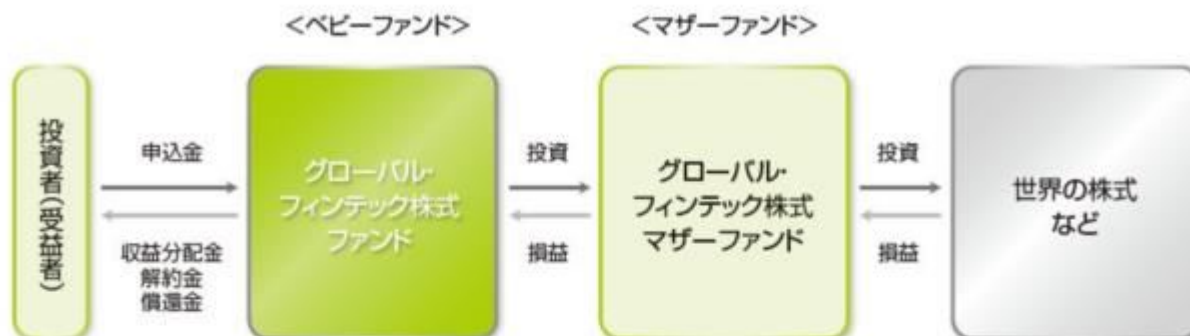 <ベビーファンド>
<マザーファンド>
投資者(受益者)
申込金
収益分配金
解約金
償還金
グローバル・
フィンテック株式
ファンド
投資
損益
グローバル・
フィンテック株式
マザーファンド
投資
損益
世界の株式
など